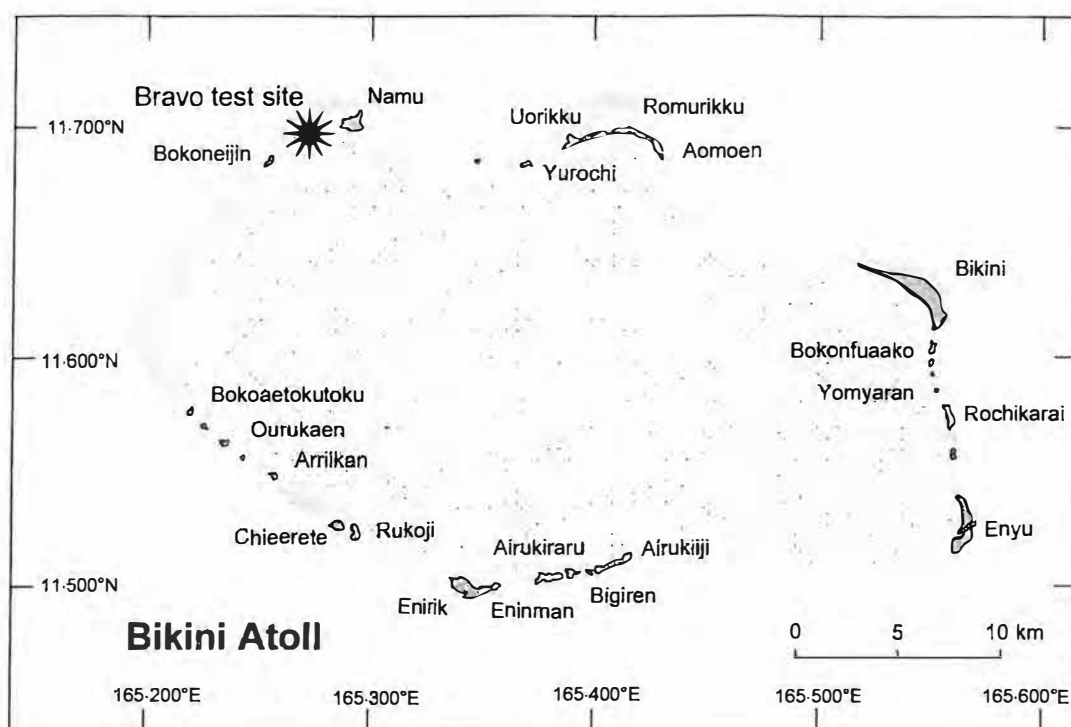 Bravo test site
Namu
Romurikku
Uorikku
11·700°N
Bokoneijin
Aomoen
Yurochi
Bikini
Bokonfuaako
11·600°N
Yomyaran
Bokoaetokutoku
Rochikarai
Ourukaen
Arrilkan
Chieerete
Rukoji
Enyu
Airukiraru
Airukiiji
11·500°N
Enirik
Eninman
Bigiren
Bikini Atoll
0 5 10 km
165·200°E 165·300°E 165·400°E 165·500°E 165·600°E